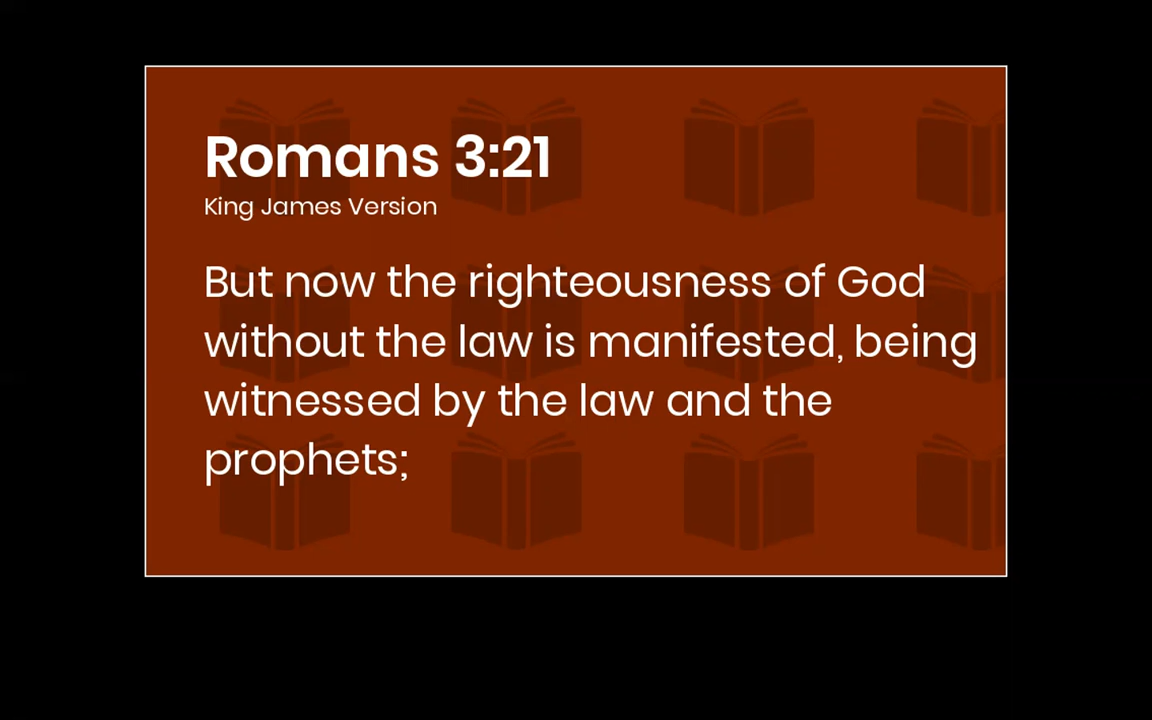 Romans 3:21
King James Version
But now the righteousness of God
without the law is manifested, being
witnessed by the law and the
prophets;